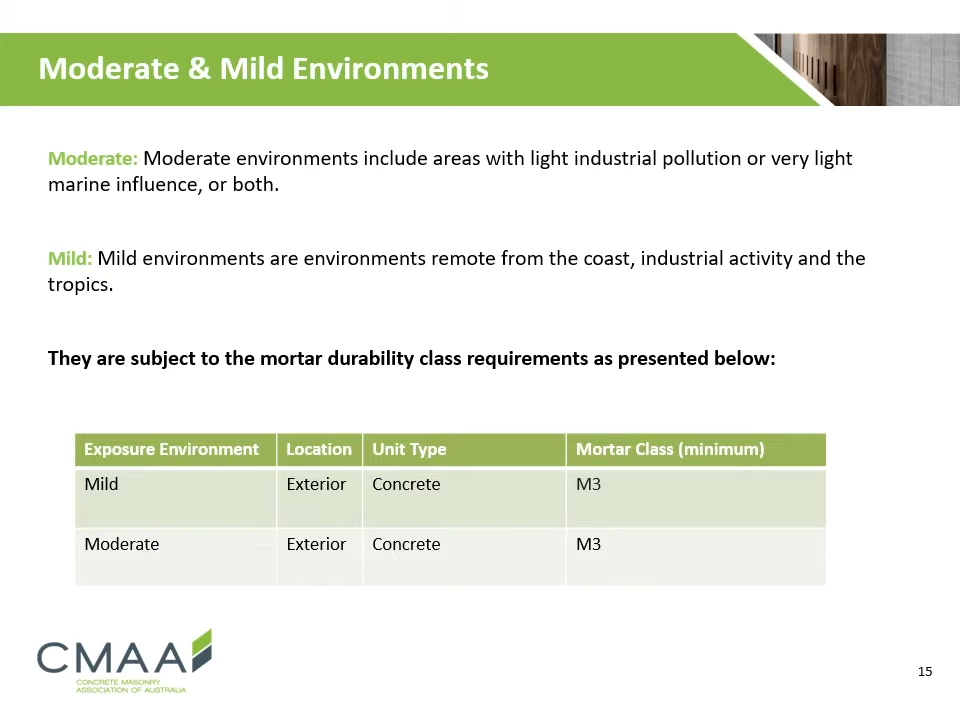 Moderate & Mild Environments
Moderate: Moderate environments include areas with light industrial pollution or very light
marine influence, or both.
Mild: Mild environments are environments remote from the coast, industrial activity and the
tropics.
They are subject to the mortar durability class requirements as presented below:
Exposure Environment Location Unit Type Mortar Class (minimum)
Mild Exterior Concrete M3
Moderate Exterior Concrete M3
CMAA
CONCRETE MASONRY
ASSOCIATION OF AUSTRALIA
15